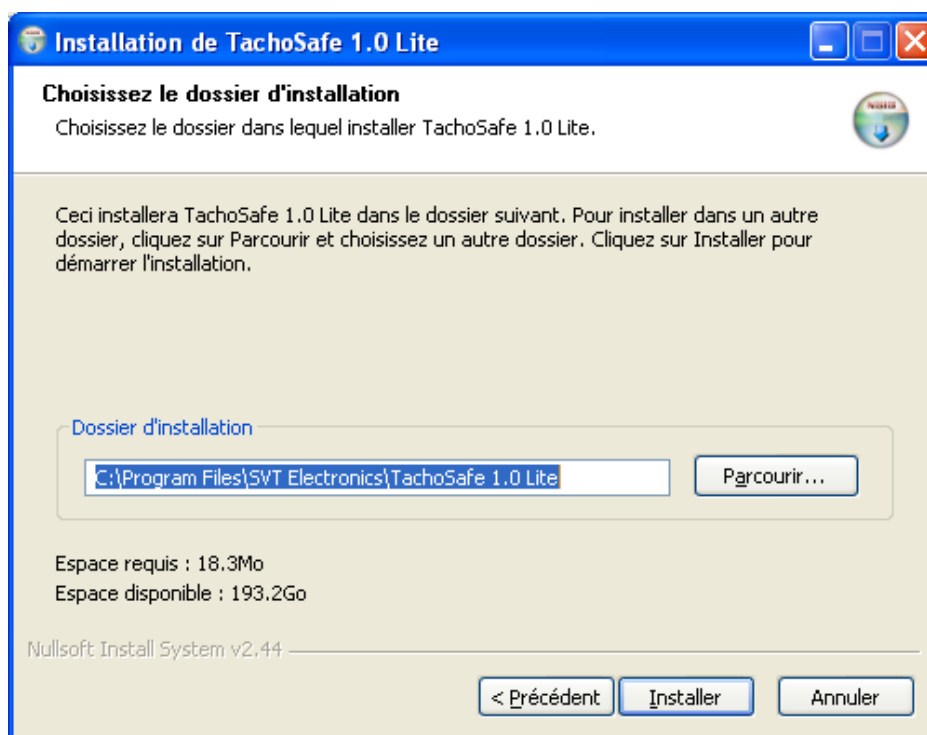 Installation de TachoSafe 1.0 Lite
Choisissez le dossier d'installation
Choisissez le dossier dans lequel installer TachoSafe 1.0 Lite.
Ceci installera TachoSafe 1.0 Lite dans le dossier suivant. Pour installer dans un autre
dossier, cliquez sur Parcourir et choisissez un autre dossier. Cliquez sur Installer pour
démarrer l'installation.
Dossier d'installation
C:\Program Files\SVT Electronics\TachoSafe 1.0 Lite
Parcourir...
Espace requis : 18.3Mo
Espace disponible : 193.2Go
Nullsoft Install System v2.44
< Précédent
Installer
Annuler